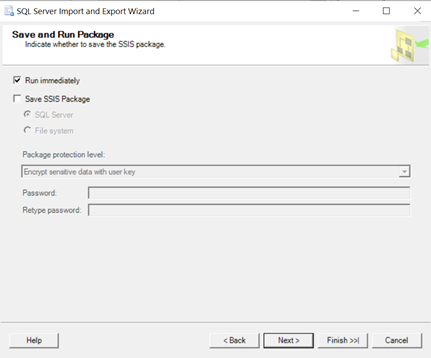 SQL Server Import and Export Wizard
Save and Run Package
Indicate whether to save the SSIS package.
Run immediately
Save SSIS Package
SQL Server
File system
Package protection level:
Encrypt sensitive data with user key
Password:
Retype password:
Help < Back Next > Finish >>| Cancel